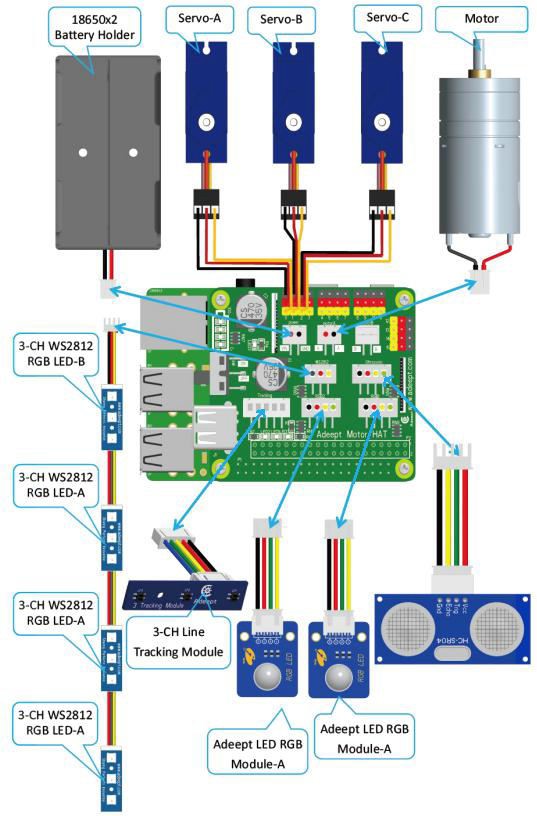 18650x2
Battery Holder
Servo-A
Servo-B
Servo-C
Motor
3-CH WS2812
RGB LED-B
3-CH WS2812
RGB LED-A
3-CH WS2812
RGB LED-A
3-CH WS2812
RGB LED-A
WS2812
Tracking
Adeept Motor HAT
www.adeept.com
3 Tracking Module
Adeept
3-CH Line
Tracking Module
RGB LED
RGB LED
Adeept LED RGB
Module-A
Adeept LED RGB
Module-A
Vcc
Trig
Echo
Gnd
HC-SR04